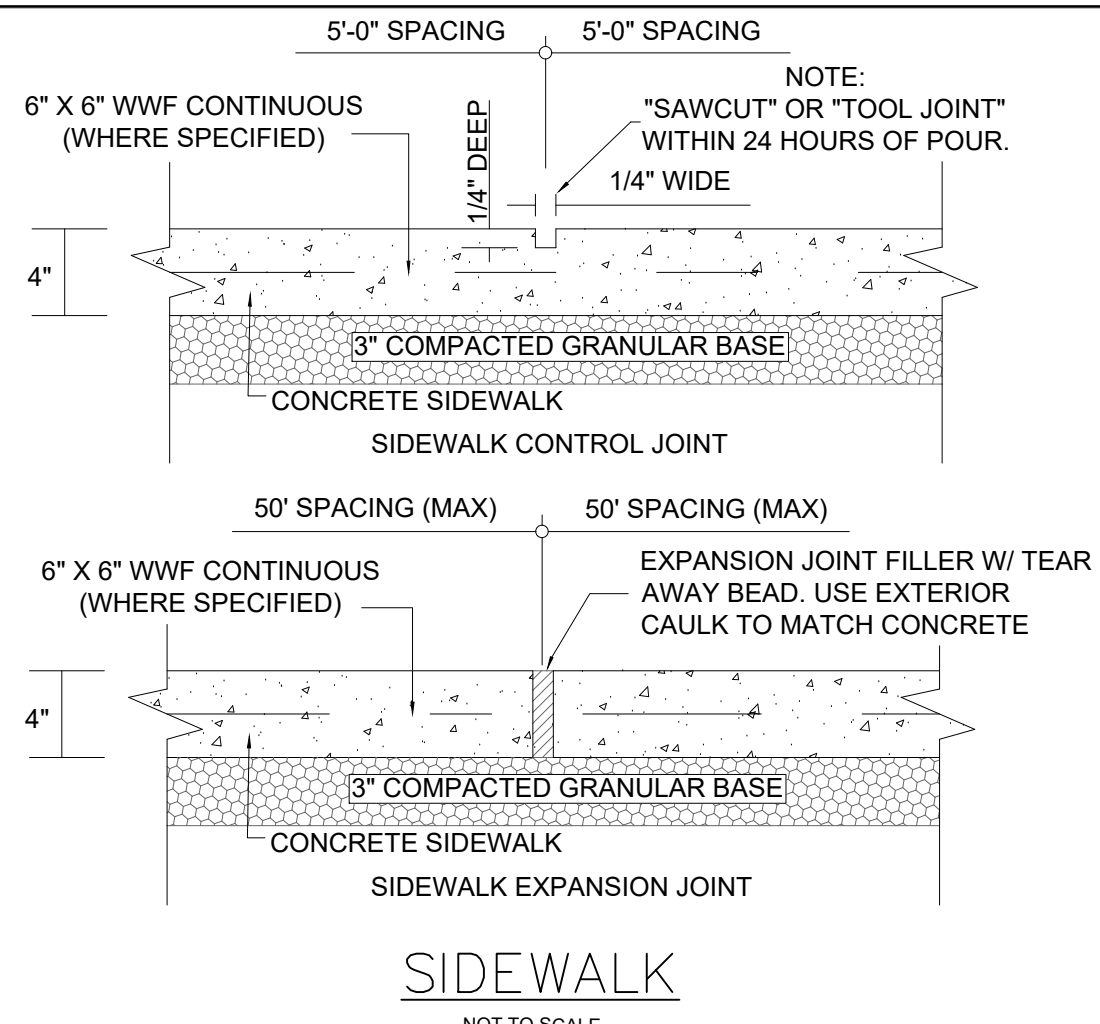 5'-0" SPACING
5'-0" SPACING
NOTE:
"SAWCUT" OR "TOOL JOINT"
WITHIN 24 HOURS OF POUR.
6" X 6" WWF CONTINUOUS
(WHERE SPECIFIED)
1/4" DEEP
1/4" WIDE
4"
3" COMPACTED GRANULAR BASE
CONCRETE SIDEWALK
SIDEWALK CONTROL JOINT
50' SPACING (MAX)
50' SPACING (MAX)
6" X 6" WWF CONTINUOUS
(WHERE SPECIFIED)
EXPANSION JOINT FILLER W/ TEAR
AWAY BEAD. USE EXTERIOR
CAULK TO MATCH CONCRETE
4"
3" COMPACTED GRANULAR BASE
CONCRETE SIDEWALK
SIDEWALK EXPANSION JOINT
SIDEWALK
NOT TO SCALE